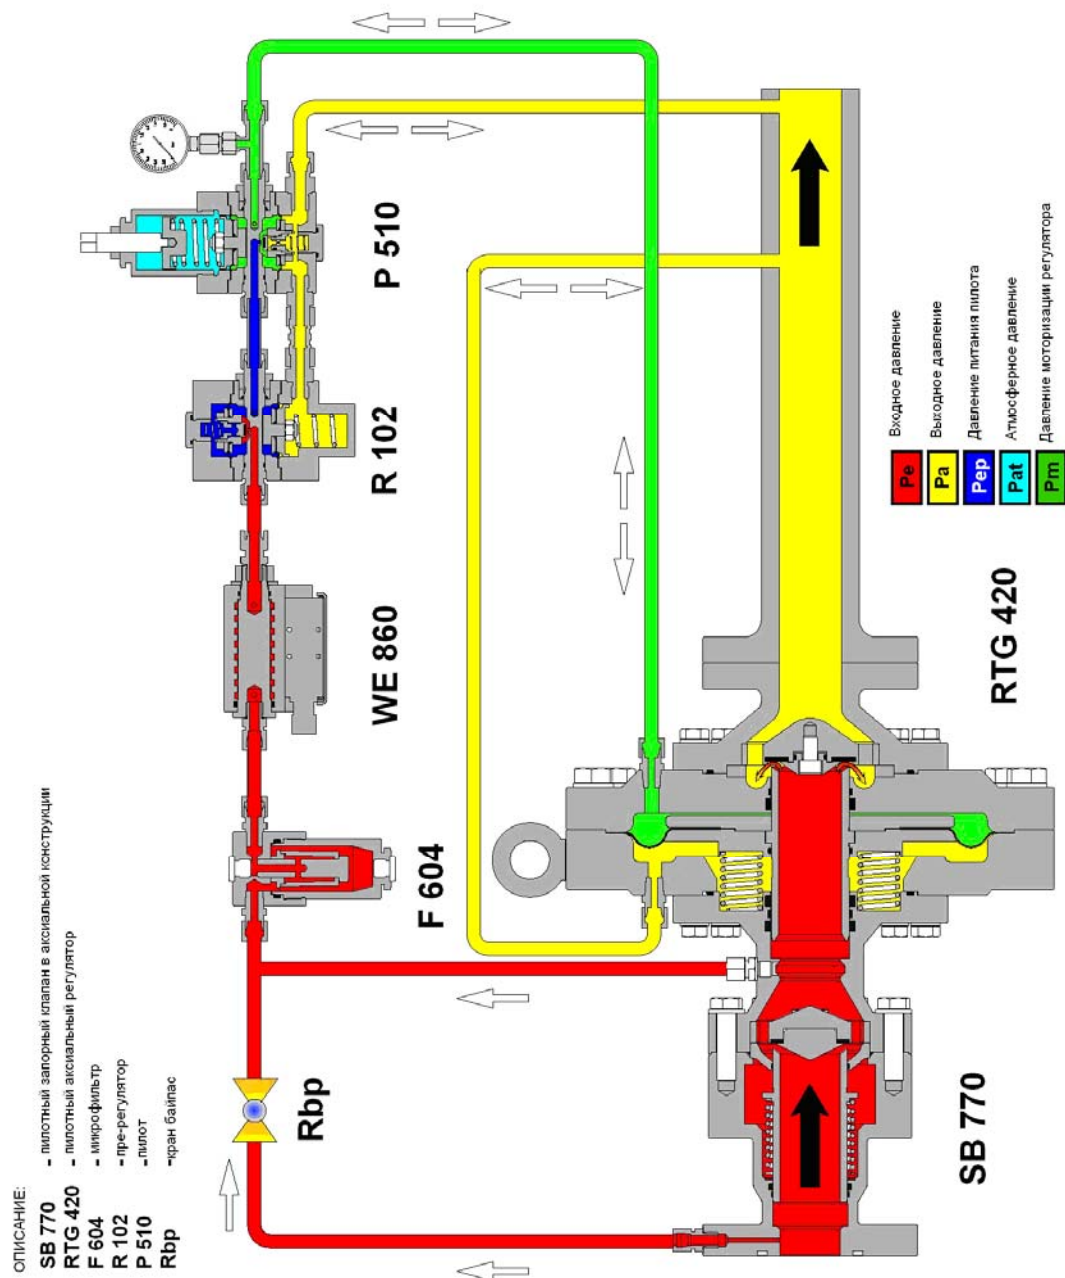 ОПИСАНИЕ:
SB 770 - пилотный запорный клапан в аксиальной конструкции
RTG 420 - пилотный аксиальный регулятор
F 604 - микрофильтр
R 102 - пре-регулятор
P 510 - пилот
Rbp - кран байпас
Rbp
F 604
WE 860
R 102
P 510
SB 770
RTG 420
Pe Входное давление
Pa Выходное давление
Pep Давление питания пилота
Pat Атмосферное давление
Pm Давление моторизации регулятора